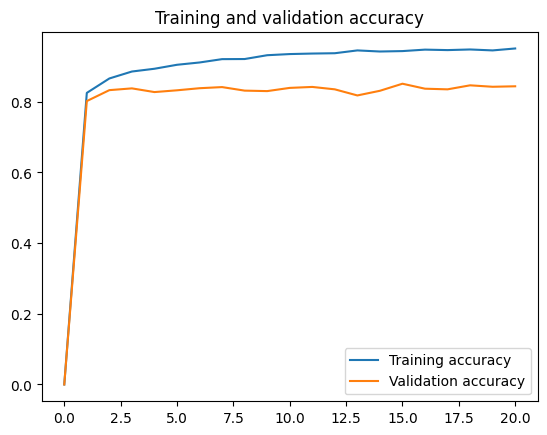 Training and validation accuracy
0.8
0.6
0.4
0.2
0.0
Training accuracy
Validation accuracy
0.0 2.5 5.0 7.5 10.0 12.5 15.0 17.5 20.0